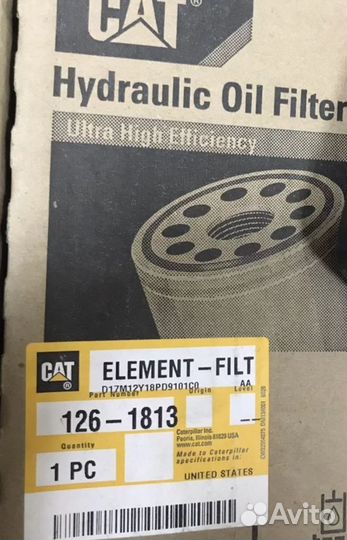 CAT®
Hydraulic Oil Filter
Ultra High Efficiency
CAT®
ELEMENT-FILT
D17M12Y18PD9101C0 AA
Part Number Origin Level
126-1813 --
Quantity
Caterpillar Inc.
Peoria, Illinois 61629 USA
www.cat.com
1 PC
Made to Caterpillar
specifications in
UNITED STATES
Avito